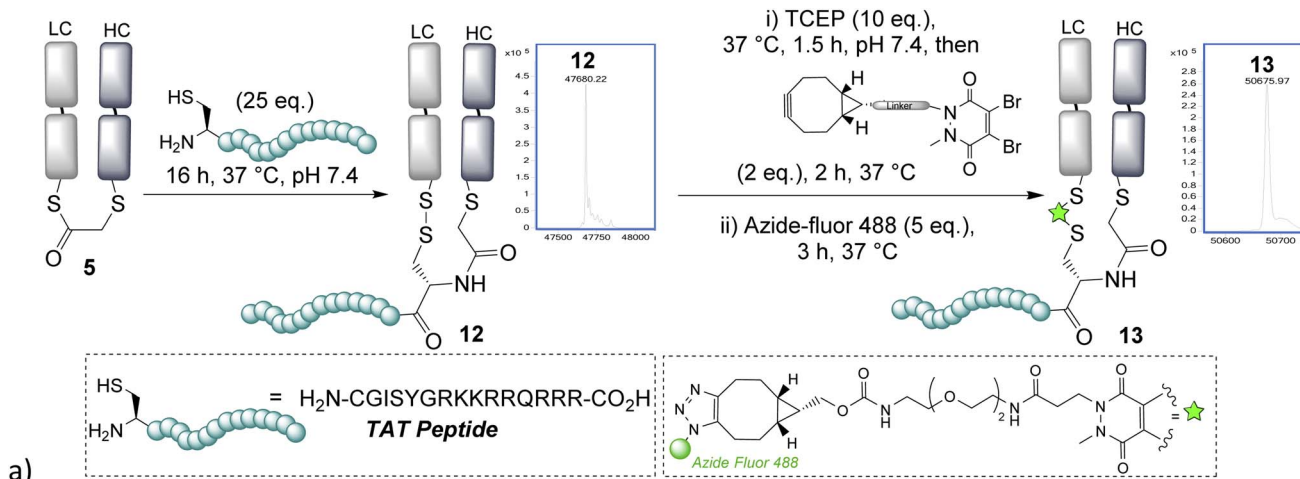 LC
HC
S
S
O
5
HS
(25 eq.)
H₂N
16 h, 37 °C, pH 7.4
LC
HC
S
S
S
O
NH
O
12
×10 ⁵
12
47680.22
4.5
4
3.5
3
2.5
2
1.5
1
0.5
0
47500 47750 48000
i) TCEP (10 eq.),
37 °C, 1.5 h, pH 7.4, then
H
H
Linker
O
N
N
O
Br
Br
(2 eq.), 2 h, 37 °C
ii) Azide-fluor 488 (5 eq.),
3 h, 37 °C
LC
HC
S
S
S
O
NH
O
13
x10 ⁵
13
50675.97
2.8
2.6
2.4
2.2
2
1.8
1.6
1.4
1.2
1
0.8
0.6
0.4
0.2
0
50600 50700
HS
H₂N
= H₂N-CGISYGRKKRRQRRR-CO₂H
TAT Peptide
N
N
N
H
H
O
O
N
H
O
2
N
H
O
O
N
N
O
=
Azide Fluor 488
a)